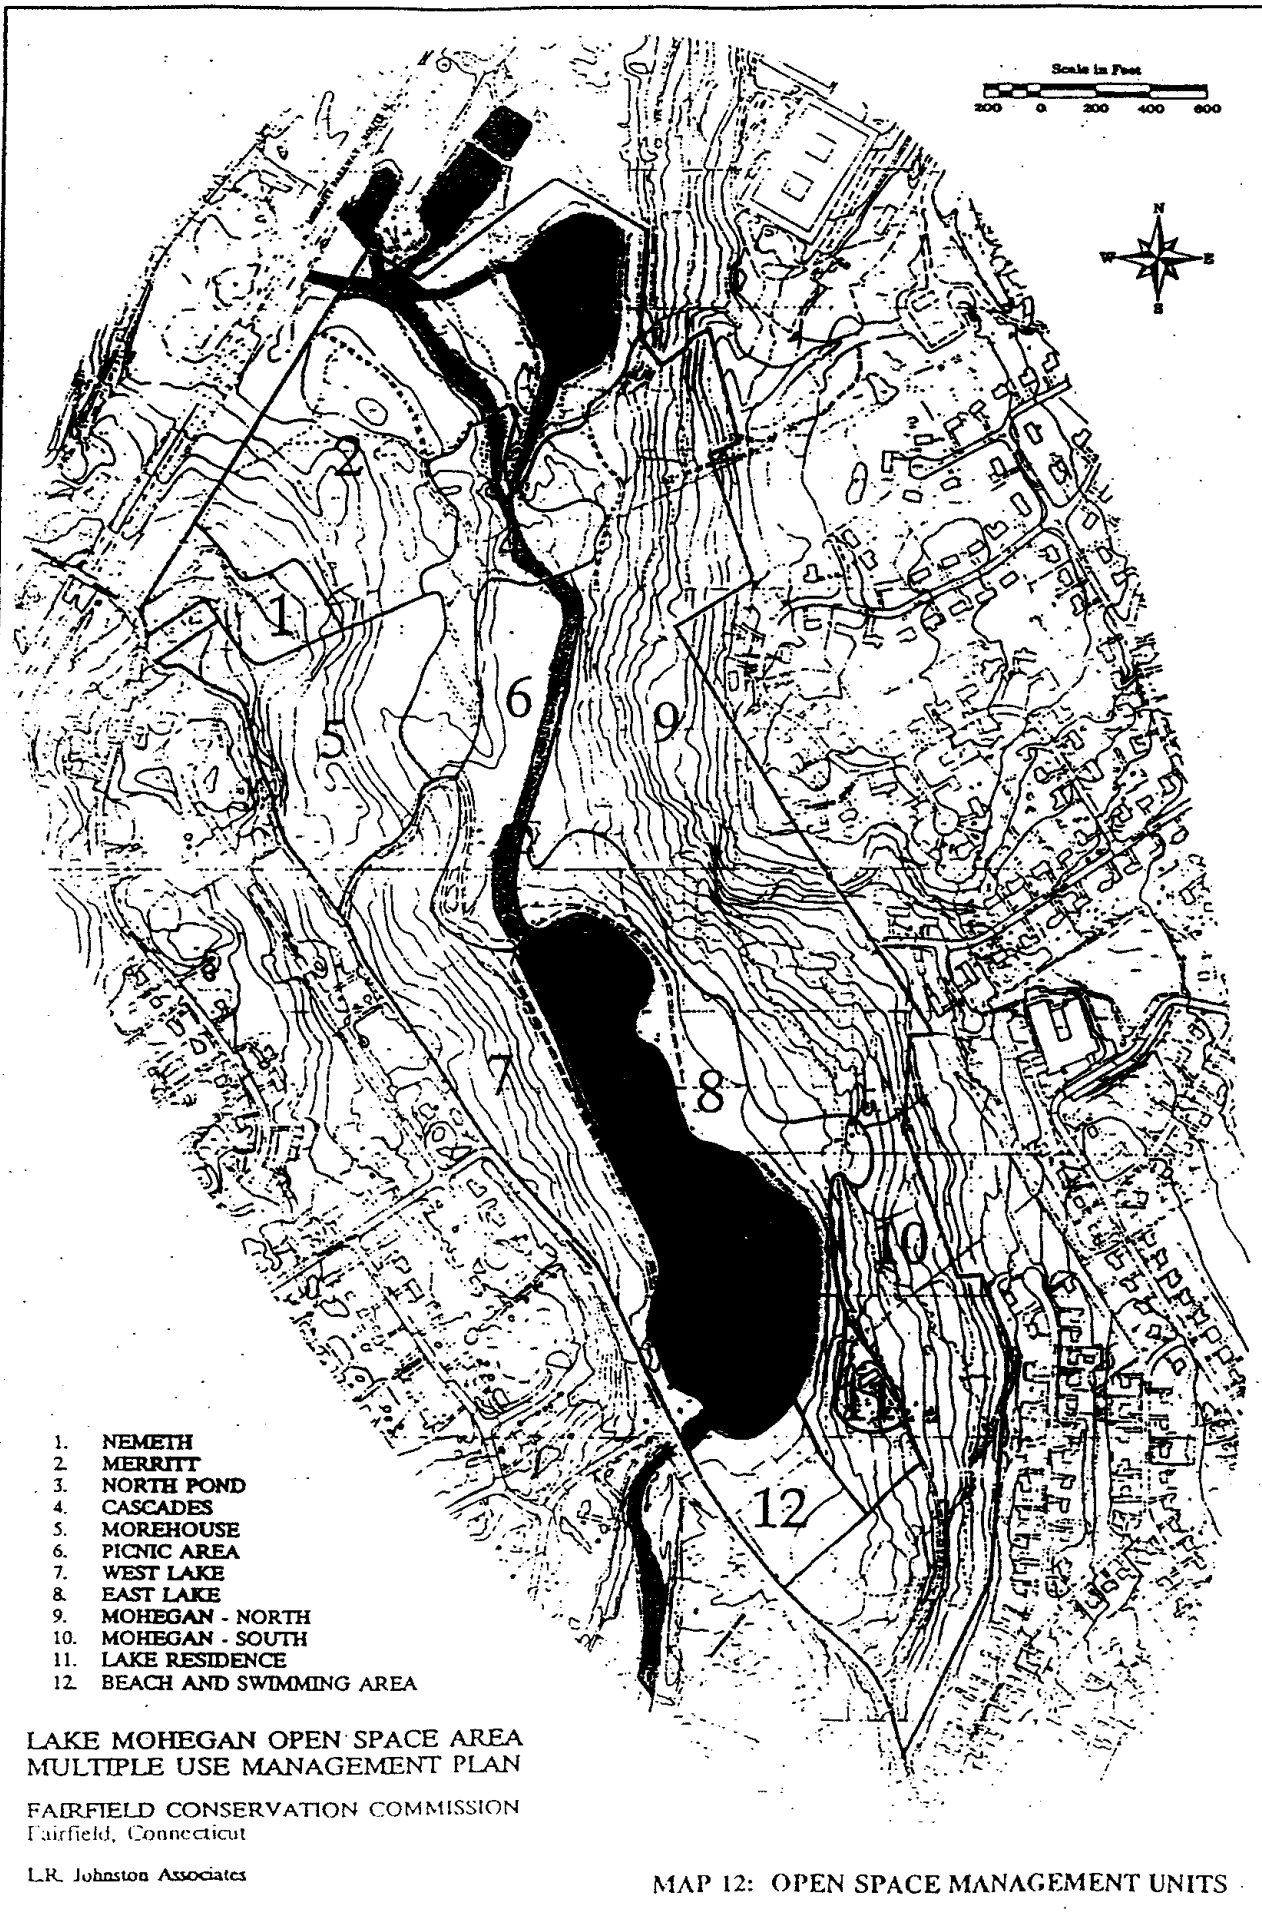 Scale in Feet
200 0 200 400 600
N
W E
S
2
1
6
5
9
7
8
10
11
12
1. NEMETH
2. MERRITT
3. NORTH POND
4. CASCADES
5. MOREHOUSE
6. PICNIC AREA
7. WEST LAKE
8. EAST LAKE
9. MOHEGAN - NORTH
10. MOHEGAN - SOUTH
11. LAKE RESIDENCE
12. BEACH AND SWIMMING AREA
LAKE MOHEGAN OPEN SPACE AREA
MULTIPLE USE MANAGEMENT PLAN
FAIRFIELD CONSERVATION COMMISSION
Fairfield, Connecticut
L.R. Johnston Associates
MAP 12: OPEN SPACE MANAGEMENT UNITS